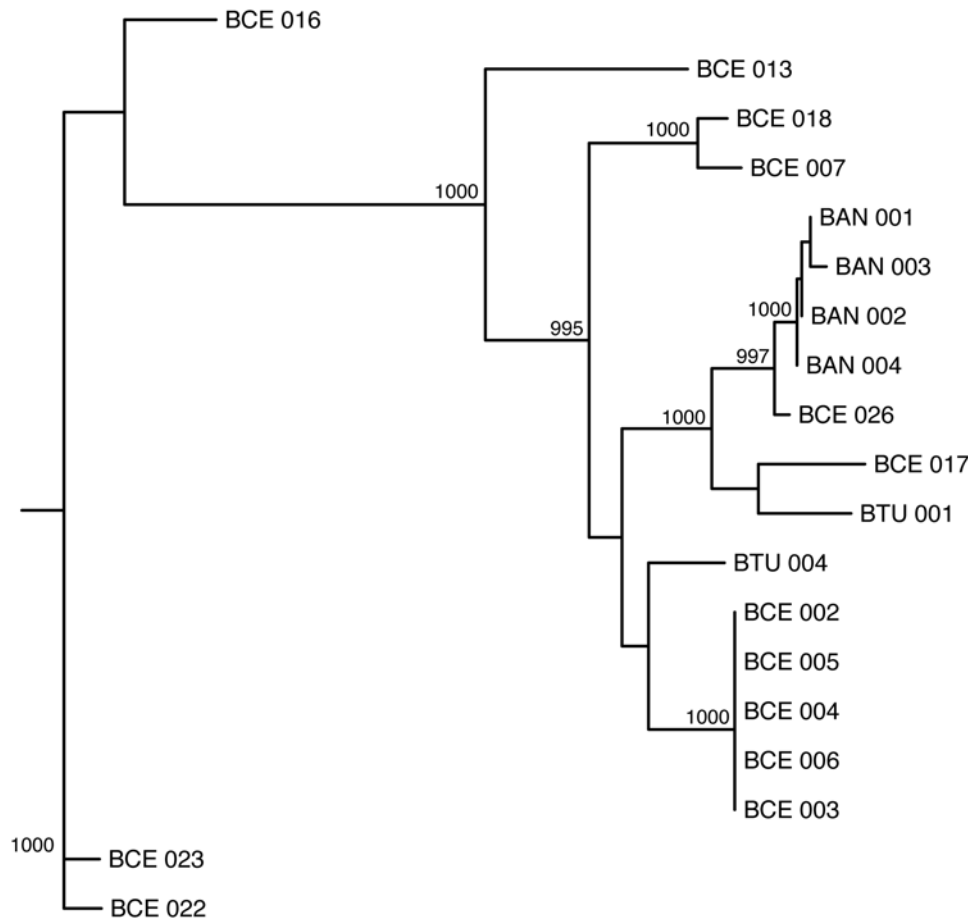 BCE 016
BCE 013
1000 BCE 018
BCE 007
1000
BAN 001
BAN 003
1000 BAN 002
995
997 BAN 004
BCE 026
1000
BCE 017
BTU 001
BTU 004
BCE 002
BCE 005
1000 BCE 004
BCE 006
BCE 003
1000 BCE 023
BCE 022